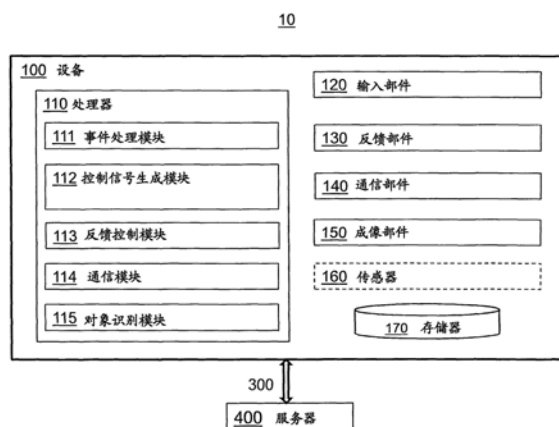 10
100 设备
110 处理器
111 事件处理模块
112 控制信号生成模块
113 反馈控制模块
114 通信模块
115 对象识别模块
120 输入部件
130 反馈部件
140 通信部件
150 成像部件
160 传感器
170 存储器
300
400 服务器